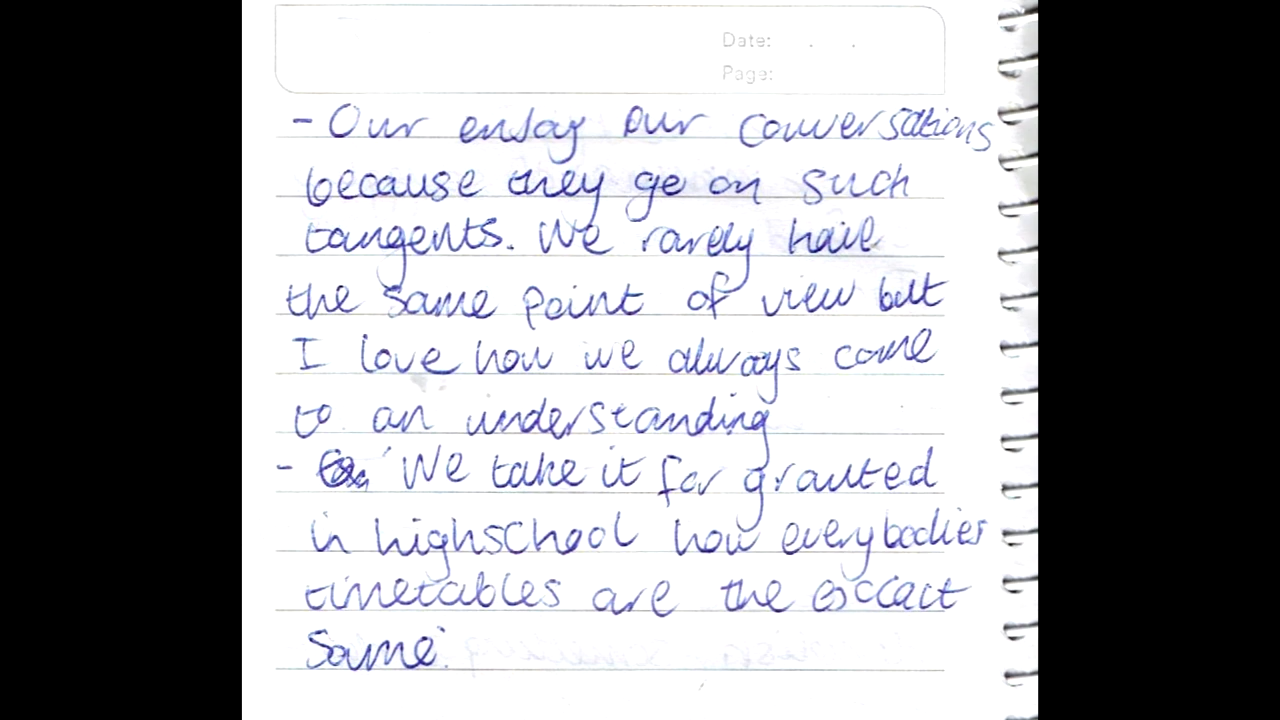 Date: . .
Page:
- Our enjoy our conversations
because they go on such
tangents. We rarely have
the same point of view but
I love how we always come
to an understanding
- 'We take it for granted
in highschool how everybodies
timetables are the exact
same.'